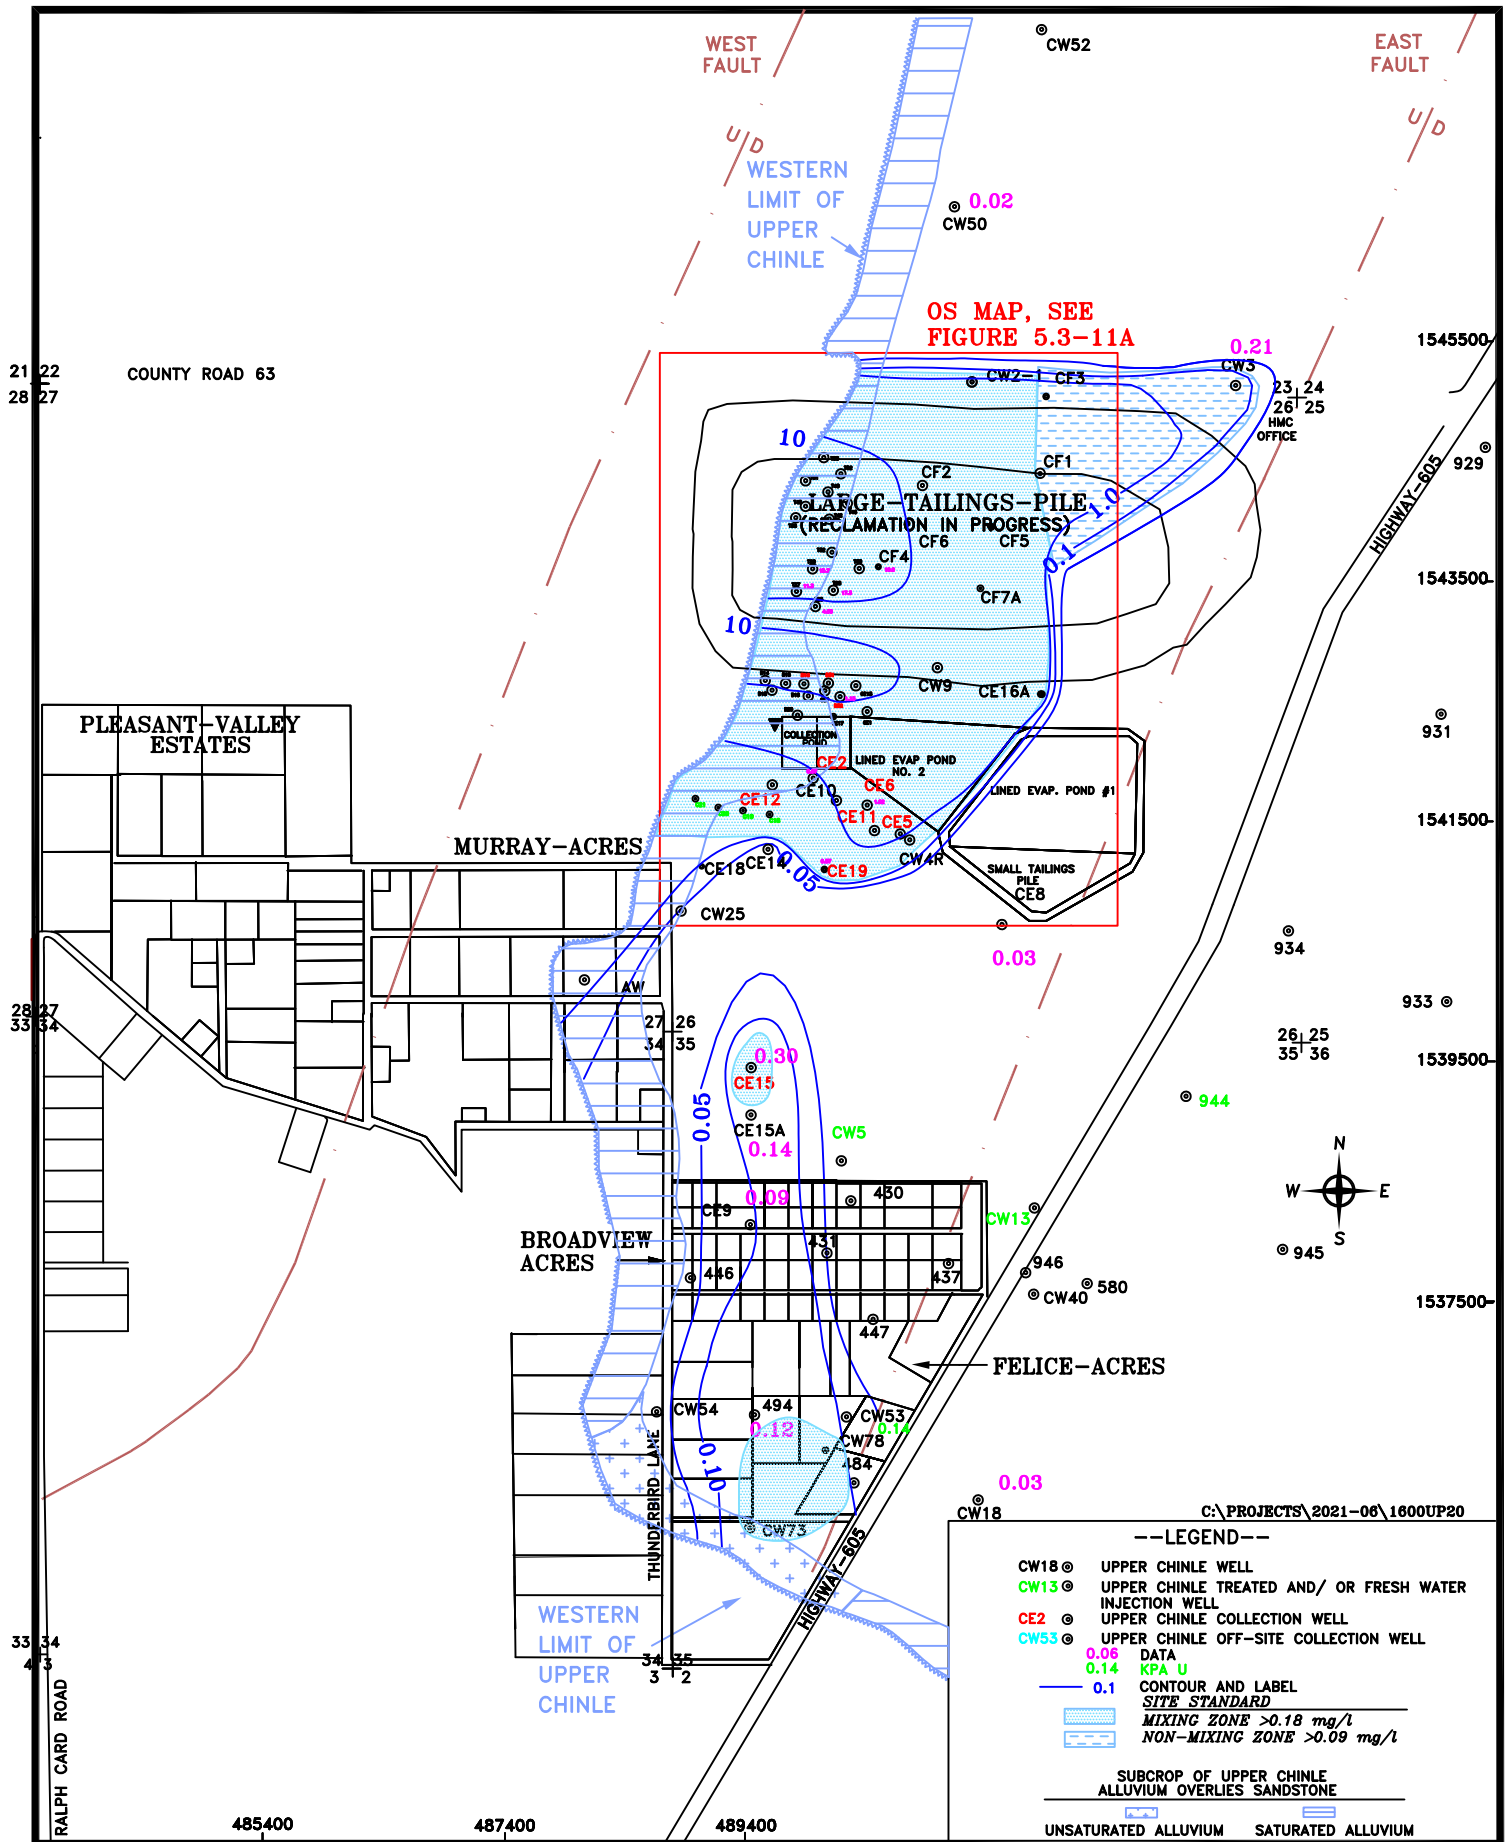 WEST
FAULT
EAST
FAULT
CW52
U/D
U/D
WESTERN
LIMIT OF
UPPER
CHINLE
0.02
CW50
OS MAP, SEE
FIGURE 5.3-11A
1545500
0.21
CW3
21 22
28 27
COUNTY ROAD 63
CW2-1
CF3
23 24
26 25
HMC
OFFICE
10
929
CF2
CF1
LARGE-TAILINGS-PILE
(RECLAMATION IN PROGRESS)
1.0
HIGHWAY-605
CF6
CF5
CF4
0.1
1543500
CF7A
10
CW9
CE16A
931
PLEASANT-VALLEY
ESTATES
COLLECTION
POND
LINED EVAP POND
NO. 2
CE2
CE10
CE6
LINED EVAP. POND #1
CE12
CE11
CE5
1541500
MURRAY-ACRES
CE14
CW4R
0.05
CE18
CE19
SMALL TAILINGS
PILE
CE8
CW25
934
0.03
AW
933
28 27
33 34
27 26
34 35
26 25
35 36
0.30
CE15
1539500
944
0.05
CE15A
0.14
CW5
N
W E
S
0.09
430
CE9
CW13
BROADVIEW
ACRES
431
945
446
437
946
580
CW40
1537500
447
FELICE-ACRES
CW54
494
CW53
0.12
0.14
CW78
0.10
484
THUNDERBIRD LANE
0.03
CW18
C:\PROJECTS\2021-06\1600UP20
CW73
HIGHWAY-605
--LEGEND--
CW18 UPPER CHINLE WELL
CW13 UPPER CHINLE TREATED AND/ OR FRESH WATER
INJECTION WELL
CE2 UPPER CHINLE COLLECTION WELL
CW53 UPPER CHINLE OFF-SITE COLLECTION WELL
0.06 DATA
0.14 KPA U
0.1 CONTOUR AND LABEL
SITE STANDARD
MIXING ZONE >0.18 mg/l
NON-MIXING ZONE >0.09 mg/l
SUBCROP OF UPPER CHINLE
ALLUVIUM OVERLIES SANDSTONE
UNSATURATED ALLUVIUM SATURATED ALLUVIUM
WESTERN
LIMIT OF
UPPER
CHINLE
33 34
4 3
34 35
3 2
RALPH CARD ROAD
485400
487400
489400